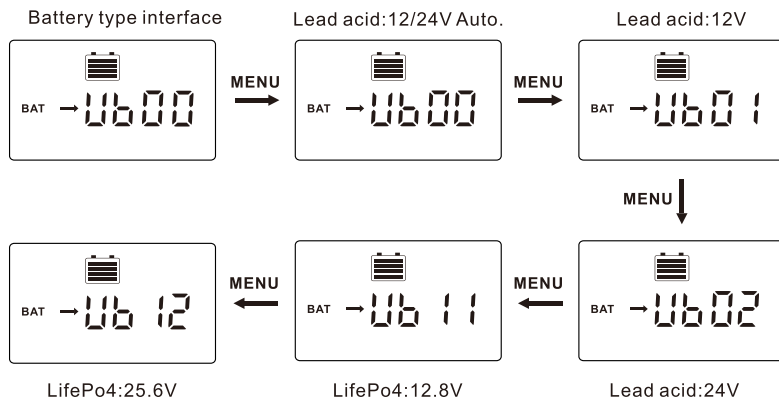 Battery type interface
Lead acid:12/24V Auto.
Lead acid:12V
BAT Ub00
MENU
BAT Ub00
MENU
BAT Ub01
MENU
BAT Ub12
MENU
BAT Ub11
MENU
BAT Ub02
LifePo4:25.6V
LifePo4:12.8V
Lead acid:24V